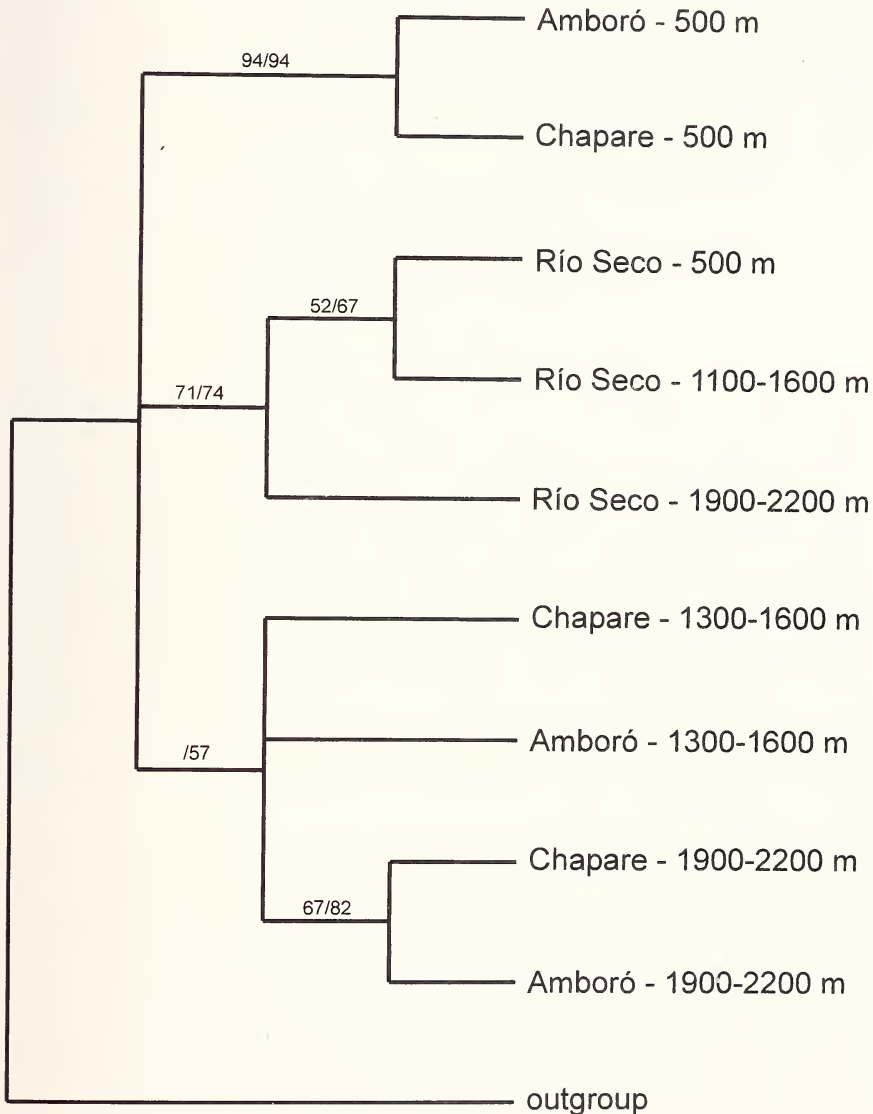 Amboró - 500 m
94/94
Chapare - 500 m
Río Seco - 500 m
52/67
Río Seco - 1100-1600 m
71/74
Río Seco - 1900-2200 m
Chapare - 1300-1600 m
Amboró - 1300-1600 m
/57
Chapare - 1900-2200 m
67/82
Amboró - 1900-2200 m
outgroup